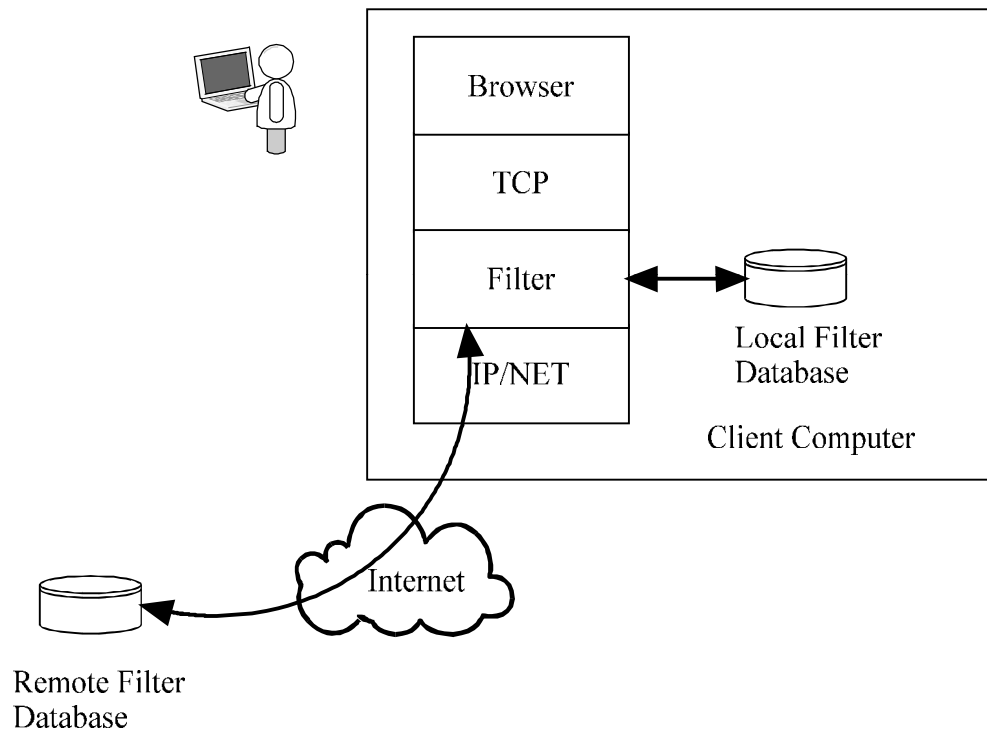 Browser
TCP
Filter
IP/NET
Local Filter
Database
Client Computer
Internet
Remote Filter
Database